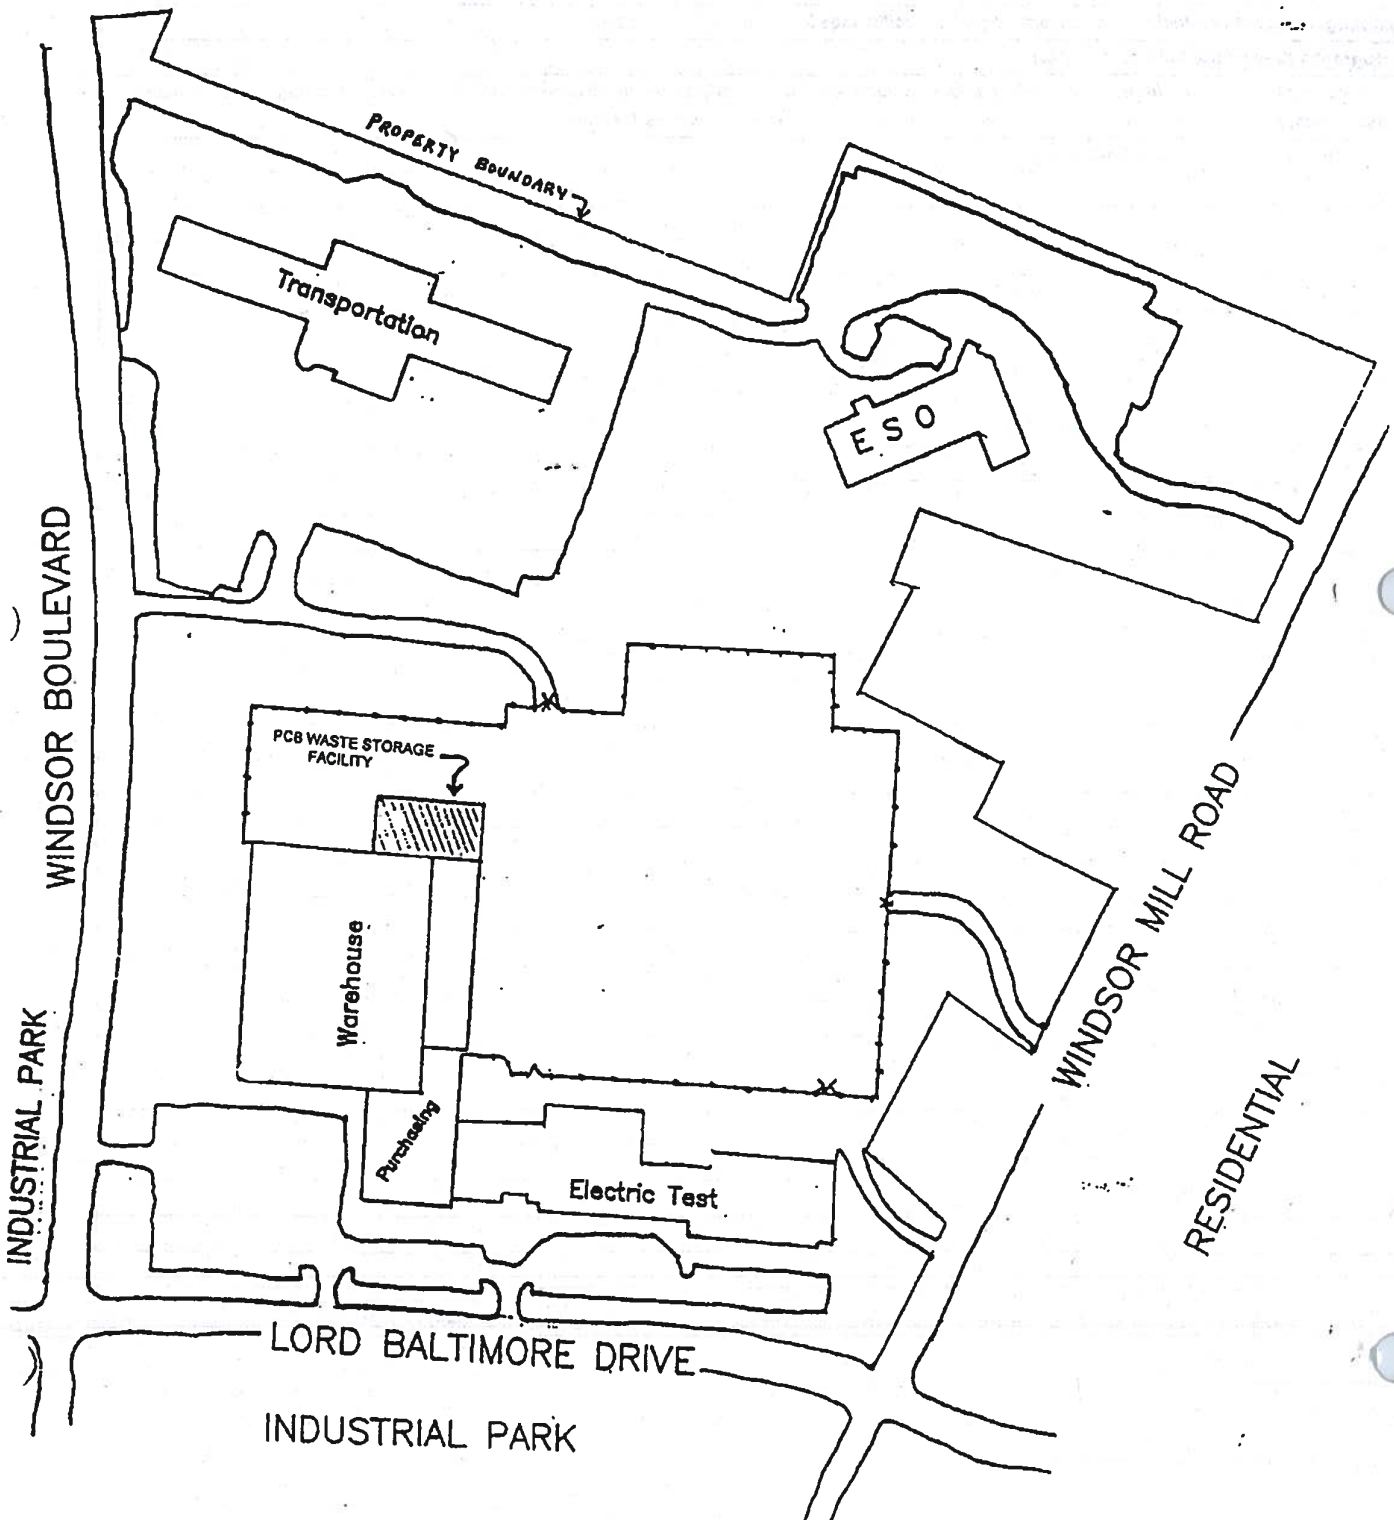 PROPERTY BOUNDARY
Transportation
ESO
WINDSOR BOULEVARD
PCB WASTE STORAGE
FACILITY
WINDSOR MILL ROAD
Warehouse
INDUSTRIAL PARK
Purchasing
RESIDENTIAL
Electric Test
LORD BALTIMORE DRIVE
INDUSTRIAL PARK